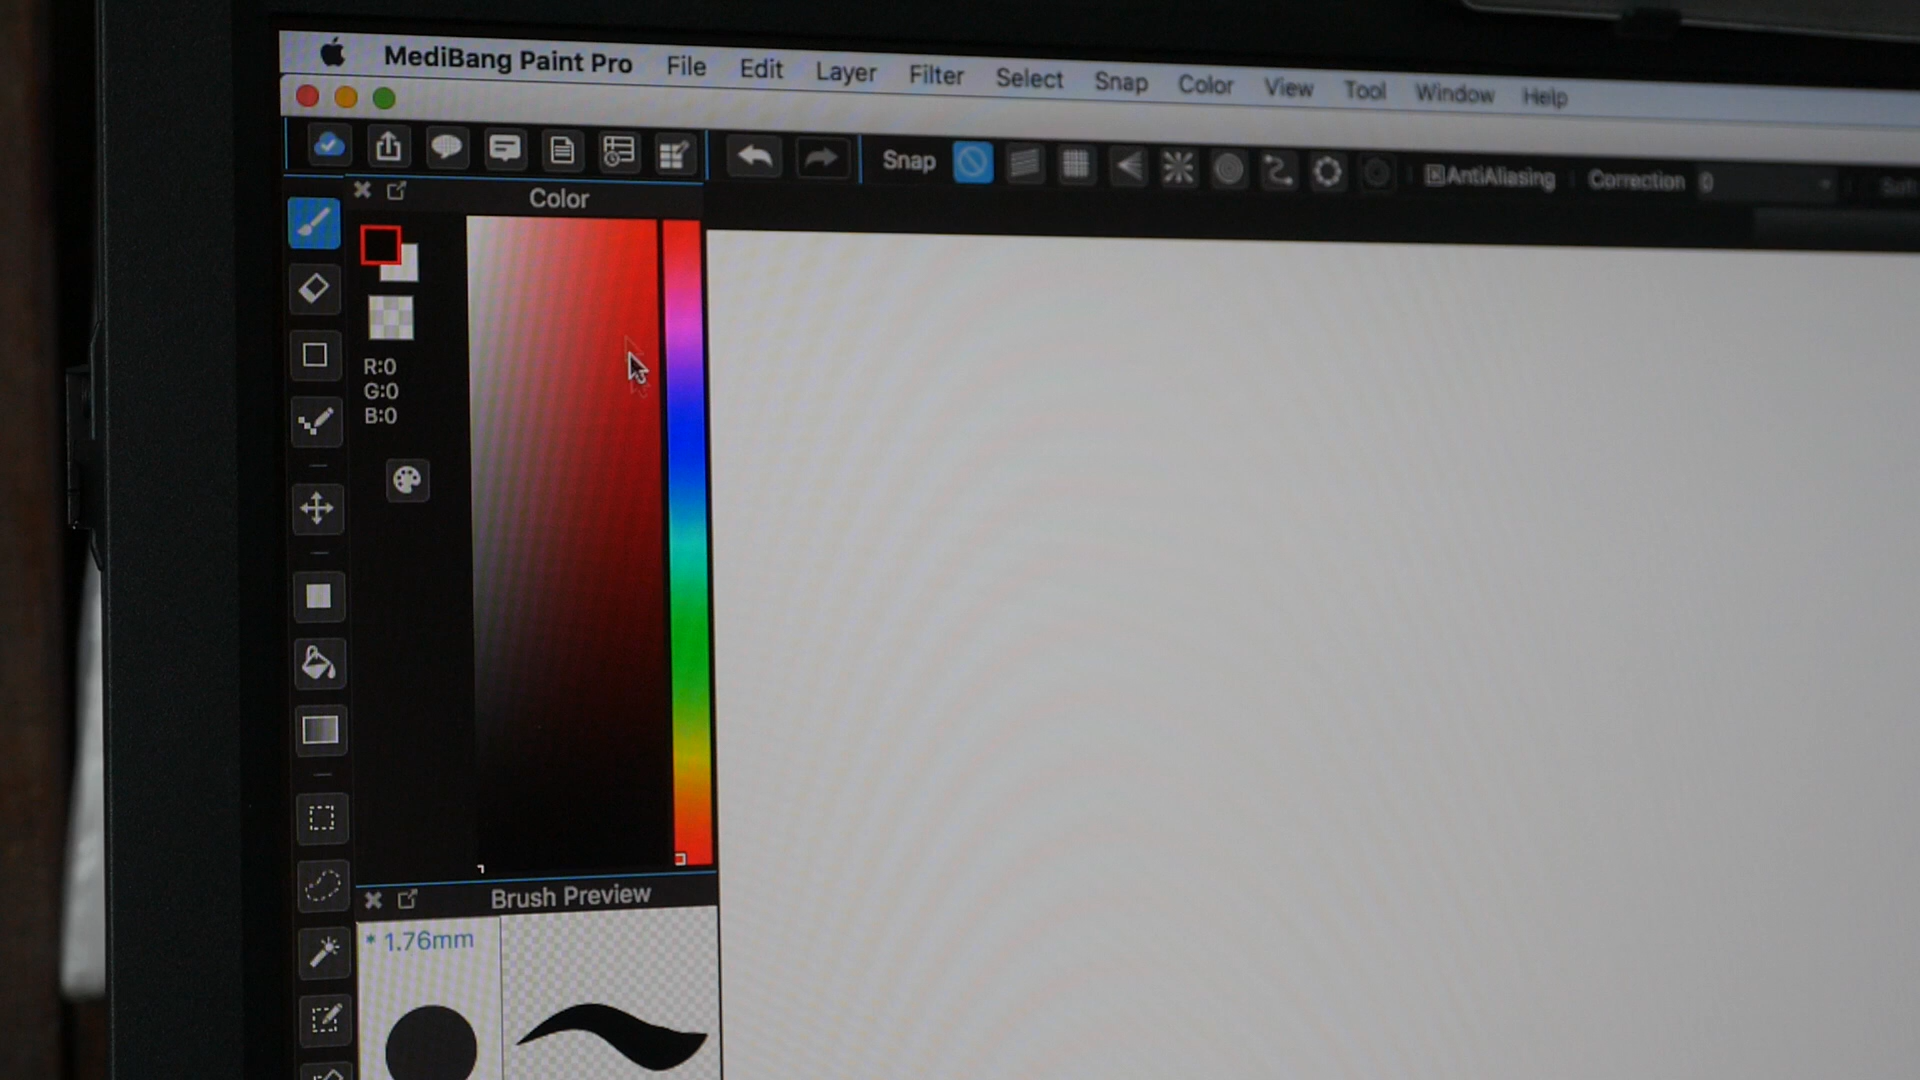 MediBang Paint Pro File Edit Layer Filter Select Snap Color View Tool Window Help
Snap AntiAliasing Correction 0
Color
R:0
G:0
B:0
Brush Preview
* 1.76mm